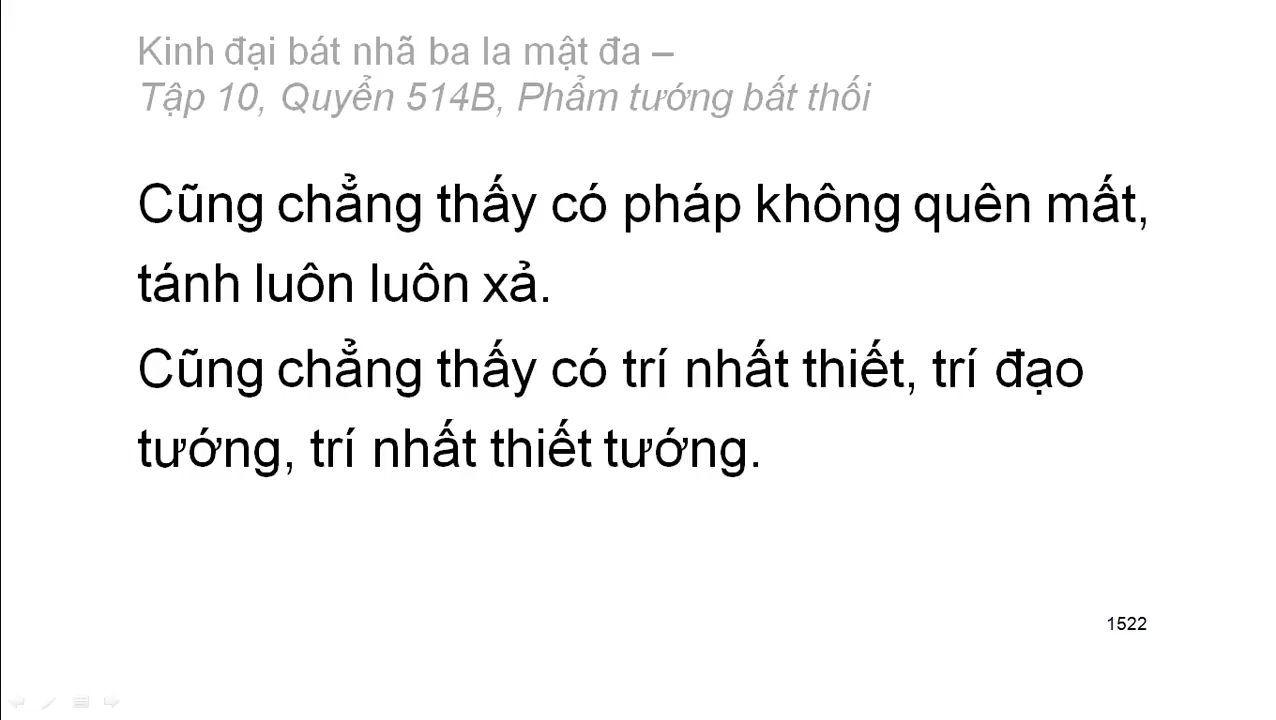 Kinh đại bát nhã ba la mật đa –
Tập 10, Quyển 514B, Phẩm tướng bất thối
Cũng chẳng thấy có pháp không quên mất,
tánh luôn luôn xả.
Cũng chẳng thấy có trí nhất thiết, trí đạo
tướng, trí nhất thiết tướng.
1522